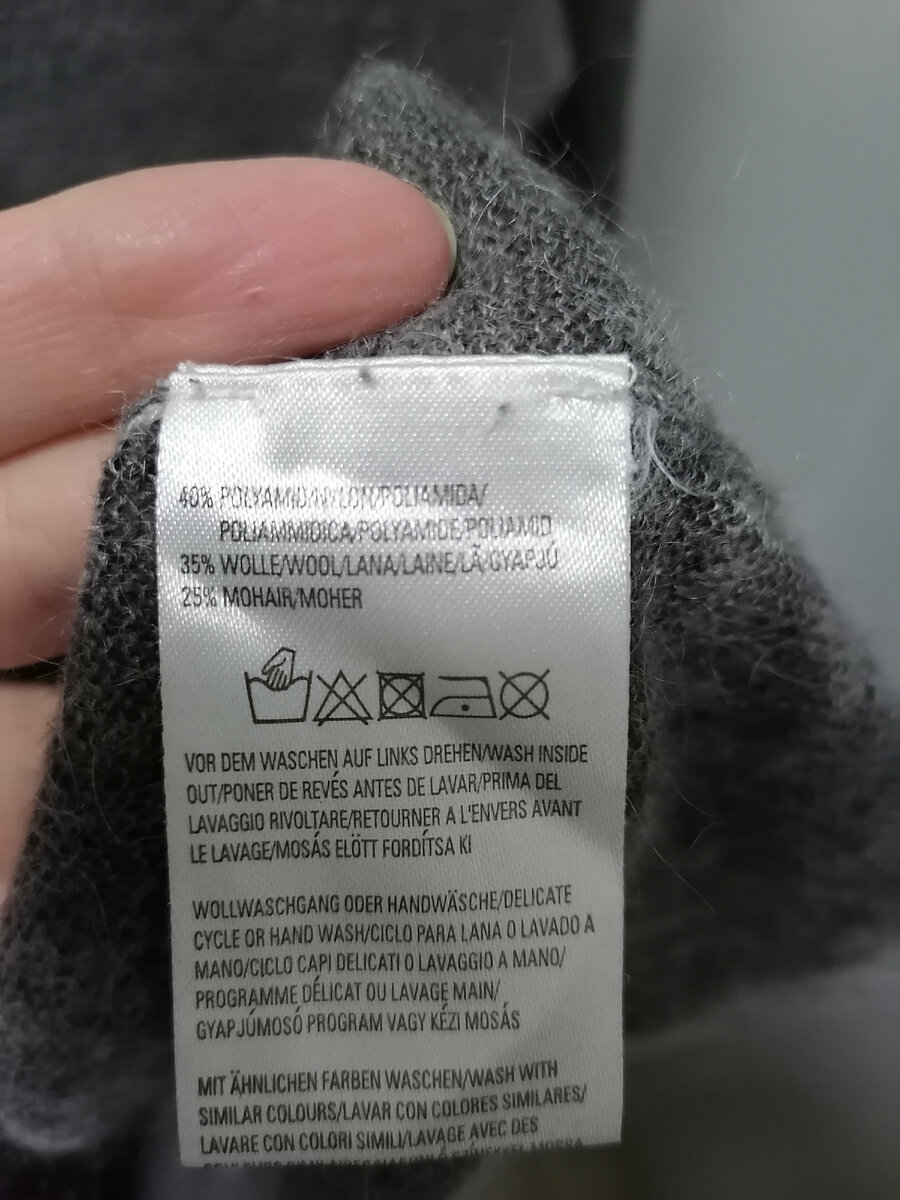 40% POLYAMID/NYLON/POLIAMIDA/
POLIAMMIDICA/POLYAMIDE/POLIAMID
35% WOLLE/WOOL/LANA/LAINE/LÃ/GYAPJÚ
25% MOHAIR/MOHER
VOR DEM WASCHEN AUF LINKS DREHEN/WASH INSIDE
OUT/PONER DE REVÉS ANTES DE LAVAR/PRIMA DEL
LAVAGGIO RIVOLTARE/RETOURNER A L'ENVERS AVANT
LE LAVAGE/MOSÁS ELÖTT FORDÍTSA KI
WOLLWASCHGANG ODER HANDWÄSCHE/DELICATE
CYCLE OR HAND WASH/CICLO PARA LANA O LAVADO A
MANO/CICLO CAPI DELICATI O LAVAGGIO A MANO/
PROGRAMME DÉLICAT OU LAVAGE MAIN/
GYAPJÚMOSÓ PROGRAM VAGY KÉZI MOSÁS
MIT ÄHNLICHEN FARBEN WASCHEN/WASH WITH
SIMILAR COLOURS/LAVAR CON COLORES SIMILARES/
LAVARE CON COLORI SIMILI/LAVAGE AVEC DES